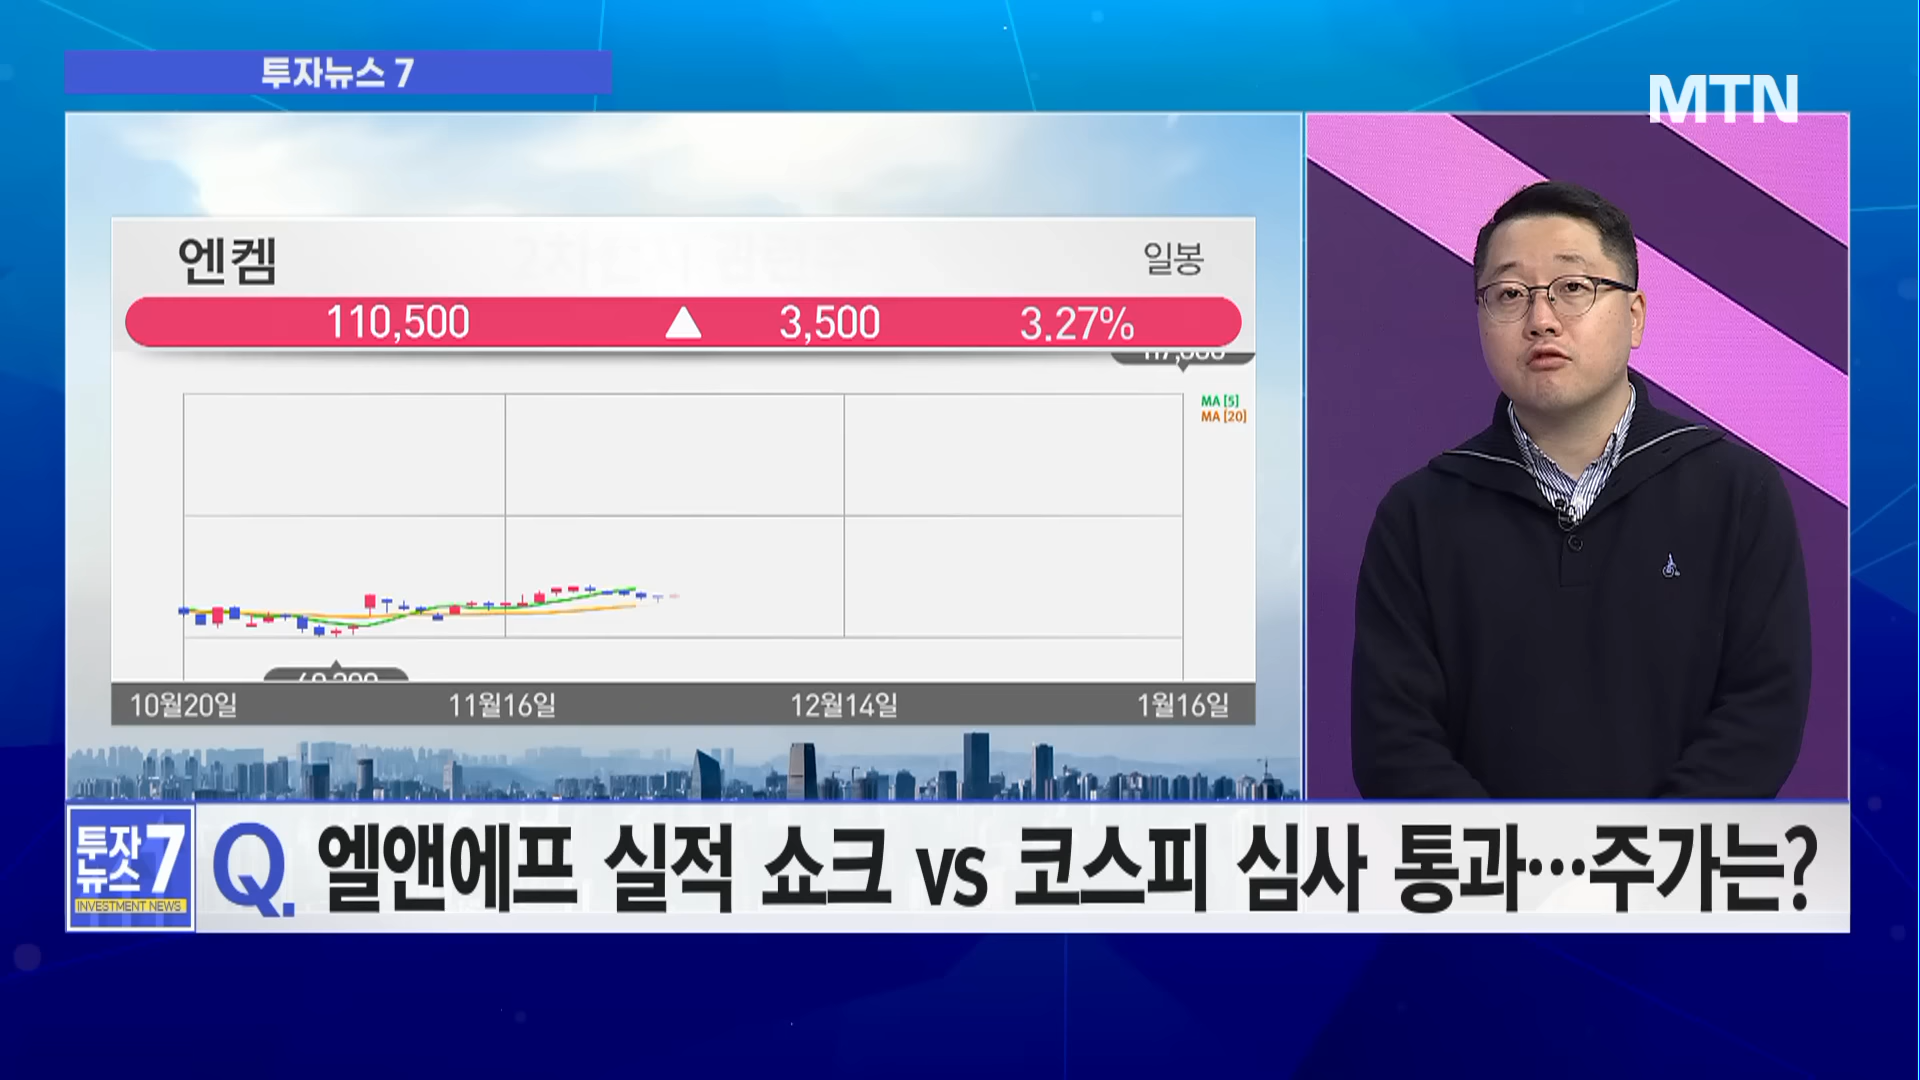 투자뉴스 7
MTN
엔켐
일봉
110,500 ▲ 3,500 3.27%
MA [5]
MA [20]
10월20일 11월16일 12월14일 1월16일
투자
뉴스 7
INVESTMENT NEWS
Q. 엘앤에프 실적 쇼크 vs 코스피 심사 통과…주가는?